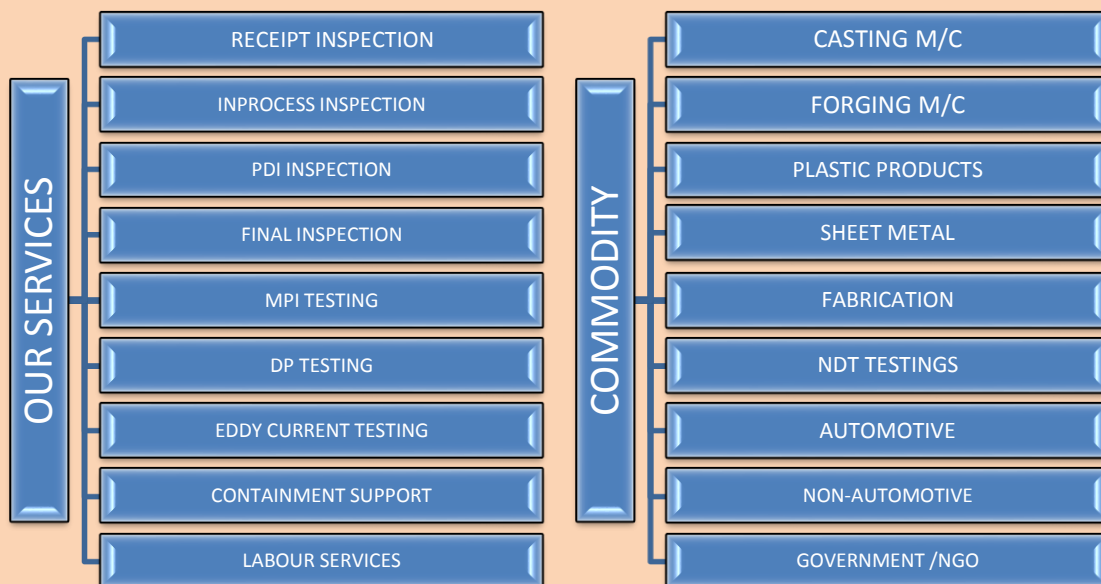 OUR SERVICES
RECEIPT INSPECTION
INPROCESS INSPECTION
PDI INSPECTION
FINAL INSPECTION
MPI TESTING
DP TESTING
EDDY CURRENT TESTING
CONTAINMENT SUPPORT
LABOUR SERVICES
COMMODITY
CASTING M/C
FORGING M/C
PLASTIC PRODUCTS
SHEET METAL
FABRICATION
NDT TESTINGS
AUTOMOTIVE
NON-AUTOMOTIVE
GOVERNMENT /NGO